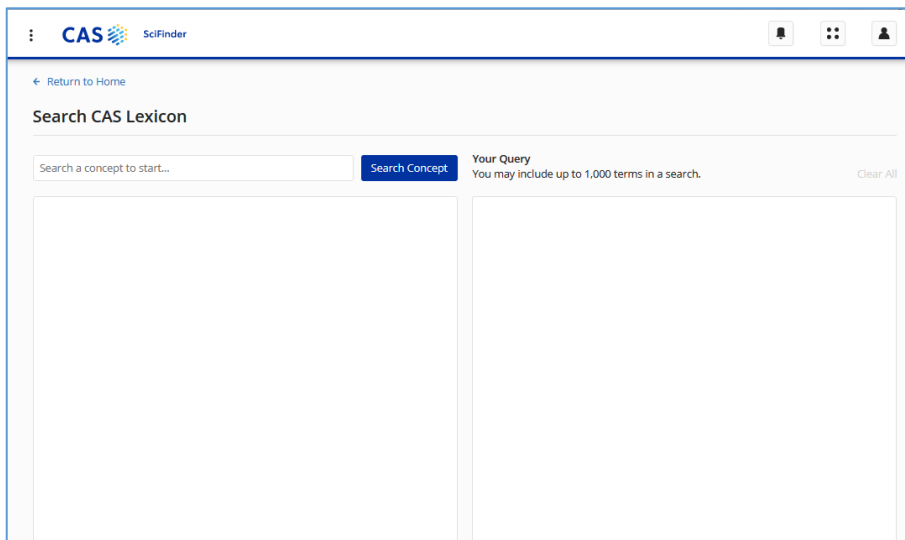 CAS SciFinder
← Return to Home
Search CAS Lexicon
Search a concept to start...
Search Concept
Your Query
You may include up to 1,000 terms in a search.
Clear All